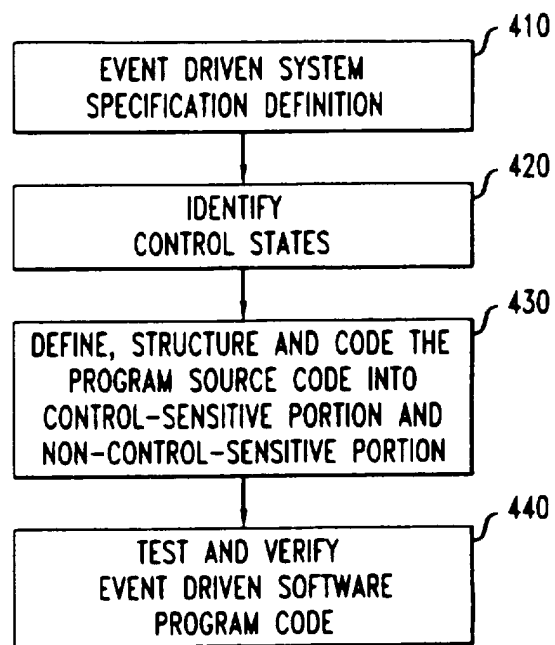 410
EVENT DRIVEN SYSTEM
SPECIFICATION DEFINITION
420
IDENTIFY
CONTROL STATES
430
DEFINE, STRUCTURE AND CODE THE
PROGRAM SOURCE CODE INTO
CONTROL-SENSITIVE PORTION AND
NON-CONTROL-SENSITIVE PORTION
440
TEST AND VERIFY
EVENT DRIVEN SOFTWARE
PROGRAM CODE